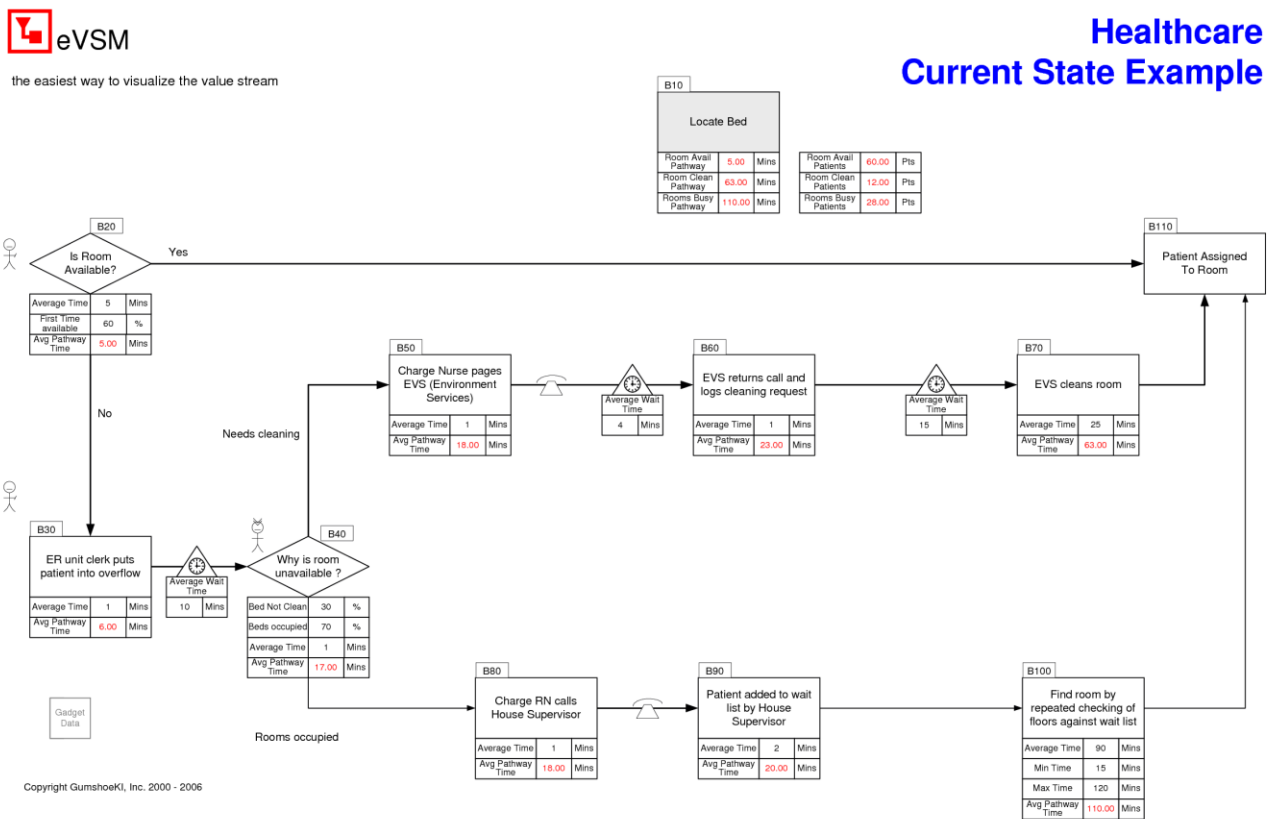 eVSM
the easiest way to visualize the value stream
Healthcare
Current State Example
B10
Locate Bed
Room Avail Pathway 5.00 Mins
Room Clean Pathway 63.00 Mins
Rooms Busy Pathway 110.00 Mins
Room Avail Patients 60.00 Pts
Room Clean Patients 12.00 Pts
Rooms Busy Patients 28.00 Pts
B20
Is Room
Available?
Yes
Average Time 5 Mins
First Time available 60 %
Avg Pathway Time 5.00 Mins
No
B110
Patient Assigned
To Room
B50
Charge Nurse pages
EVS (Environment
Services)
Average Time 1 Mins
Avg Pathway Time 18.00 Mins
Average Wait Time
4 Mins
B60
EVS returns call and
logs cleaning request
Average Time 1 Mins
Avg Pathway Time 23.00 Mins
Average Wait Time
15 Mins
B70
EVS cleans room
Average Time 25 Mins
Avg Pathway Time 63.00 Mins
Needs cleaning
B30
ER unit clerk puts
patient into overflow
Average Time 1 Mins
Avg Pathway Time 6.00 Mins
Average Wait Time
10 Mins
B40
Why is room
unavailable ?
Bed Not Clean 30 %
Beds occupied 70 %
Average Time 1 Mins
Avg Pathway Time 17.00 Mins
Rooms occupied
B80
Charge RN calls
House Supervisor
Average Time 1 Mins
Avg Pathway Time 18.00 Mins
B90
Patient added to wait
list by House
Supervisor
Average Time 2 Mins
Avg Pathway Time 20.00 Mins
B100
Find room by
repeated checking of
floors against wait list
Average Time 90 Mins
Min Time 15 Mins
Max Time 120 Mins
Avg Pathway Time 110.00 Mins
Gadget
Data
Copyright GumshoeKI, Inc. 2000 - 2006